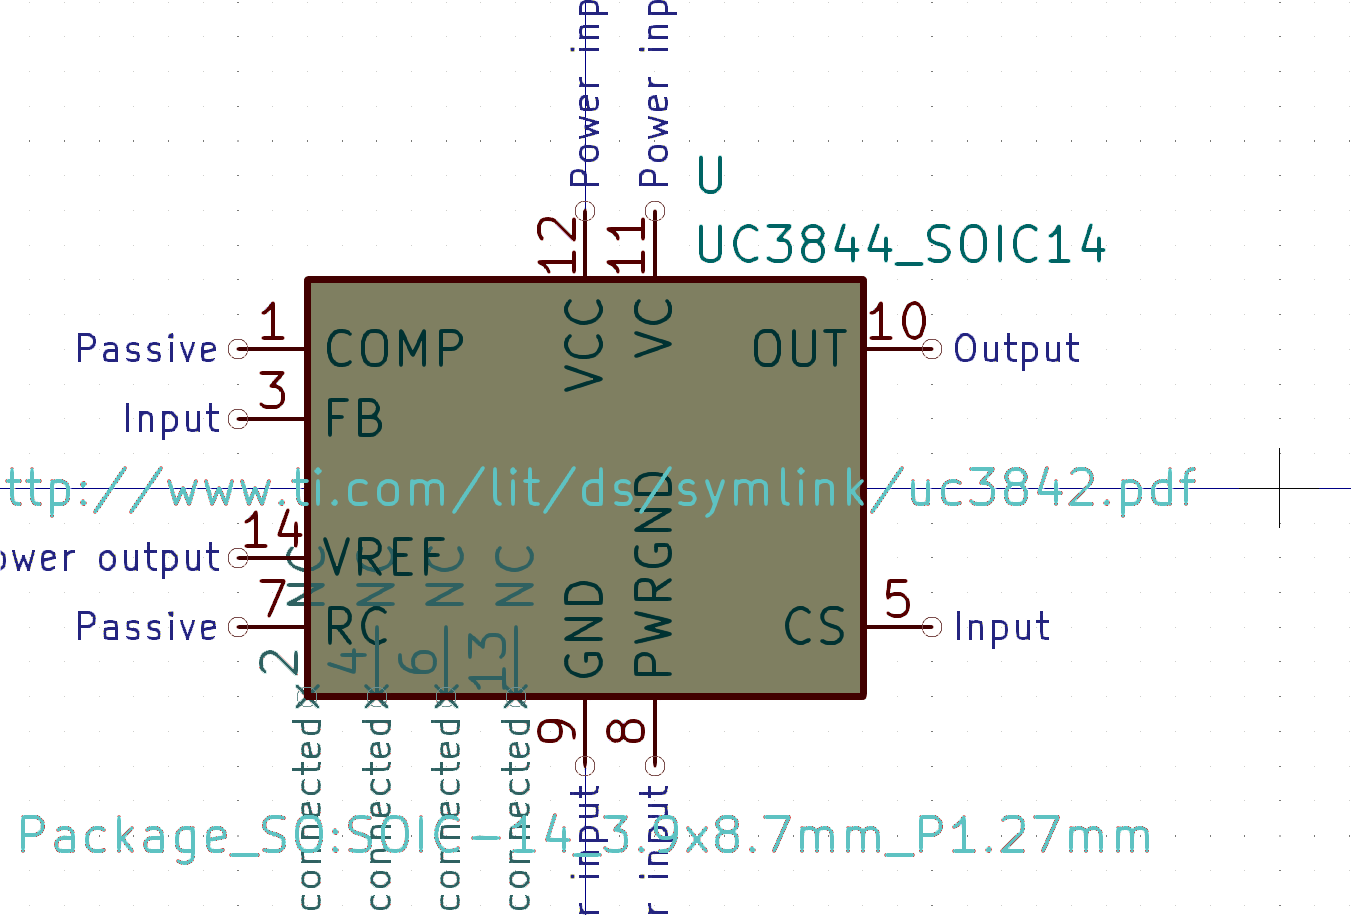 Power inp
Power inp
U
UC3844_SOIC14
12
11
1
Passive
COMP
VCC
VC
OUT
10
Output
3
Input
FB
ttp://www.ti.com/lit/ds/symlink/uc3842.pdf
14
ower output
VREF
NC
NC
NC
NC
7
Passive
RC
GND
PWRGND
CS
5
Input
2
4
6
13
9
8
connected
connected
connected
connected
r input
r input
Package_SO:SOIC-14_3.9x8.7mm_P1.27mm